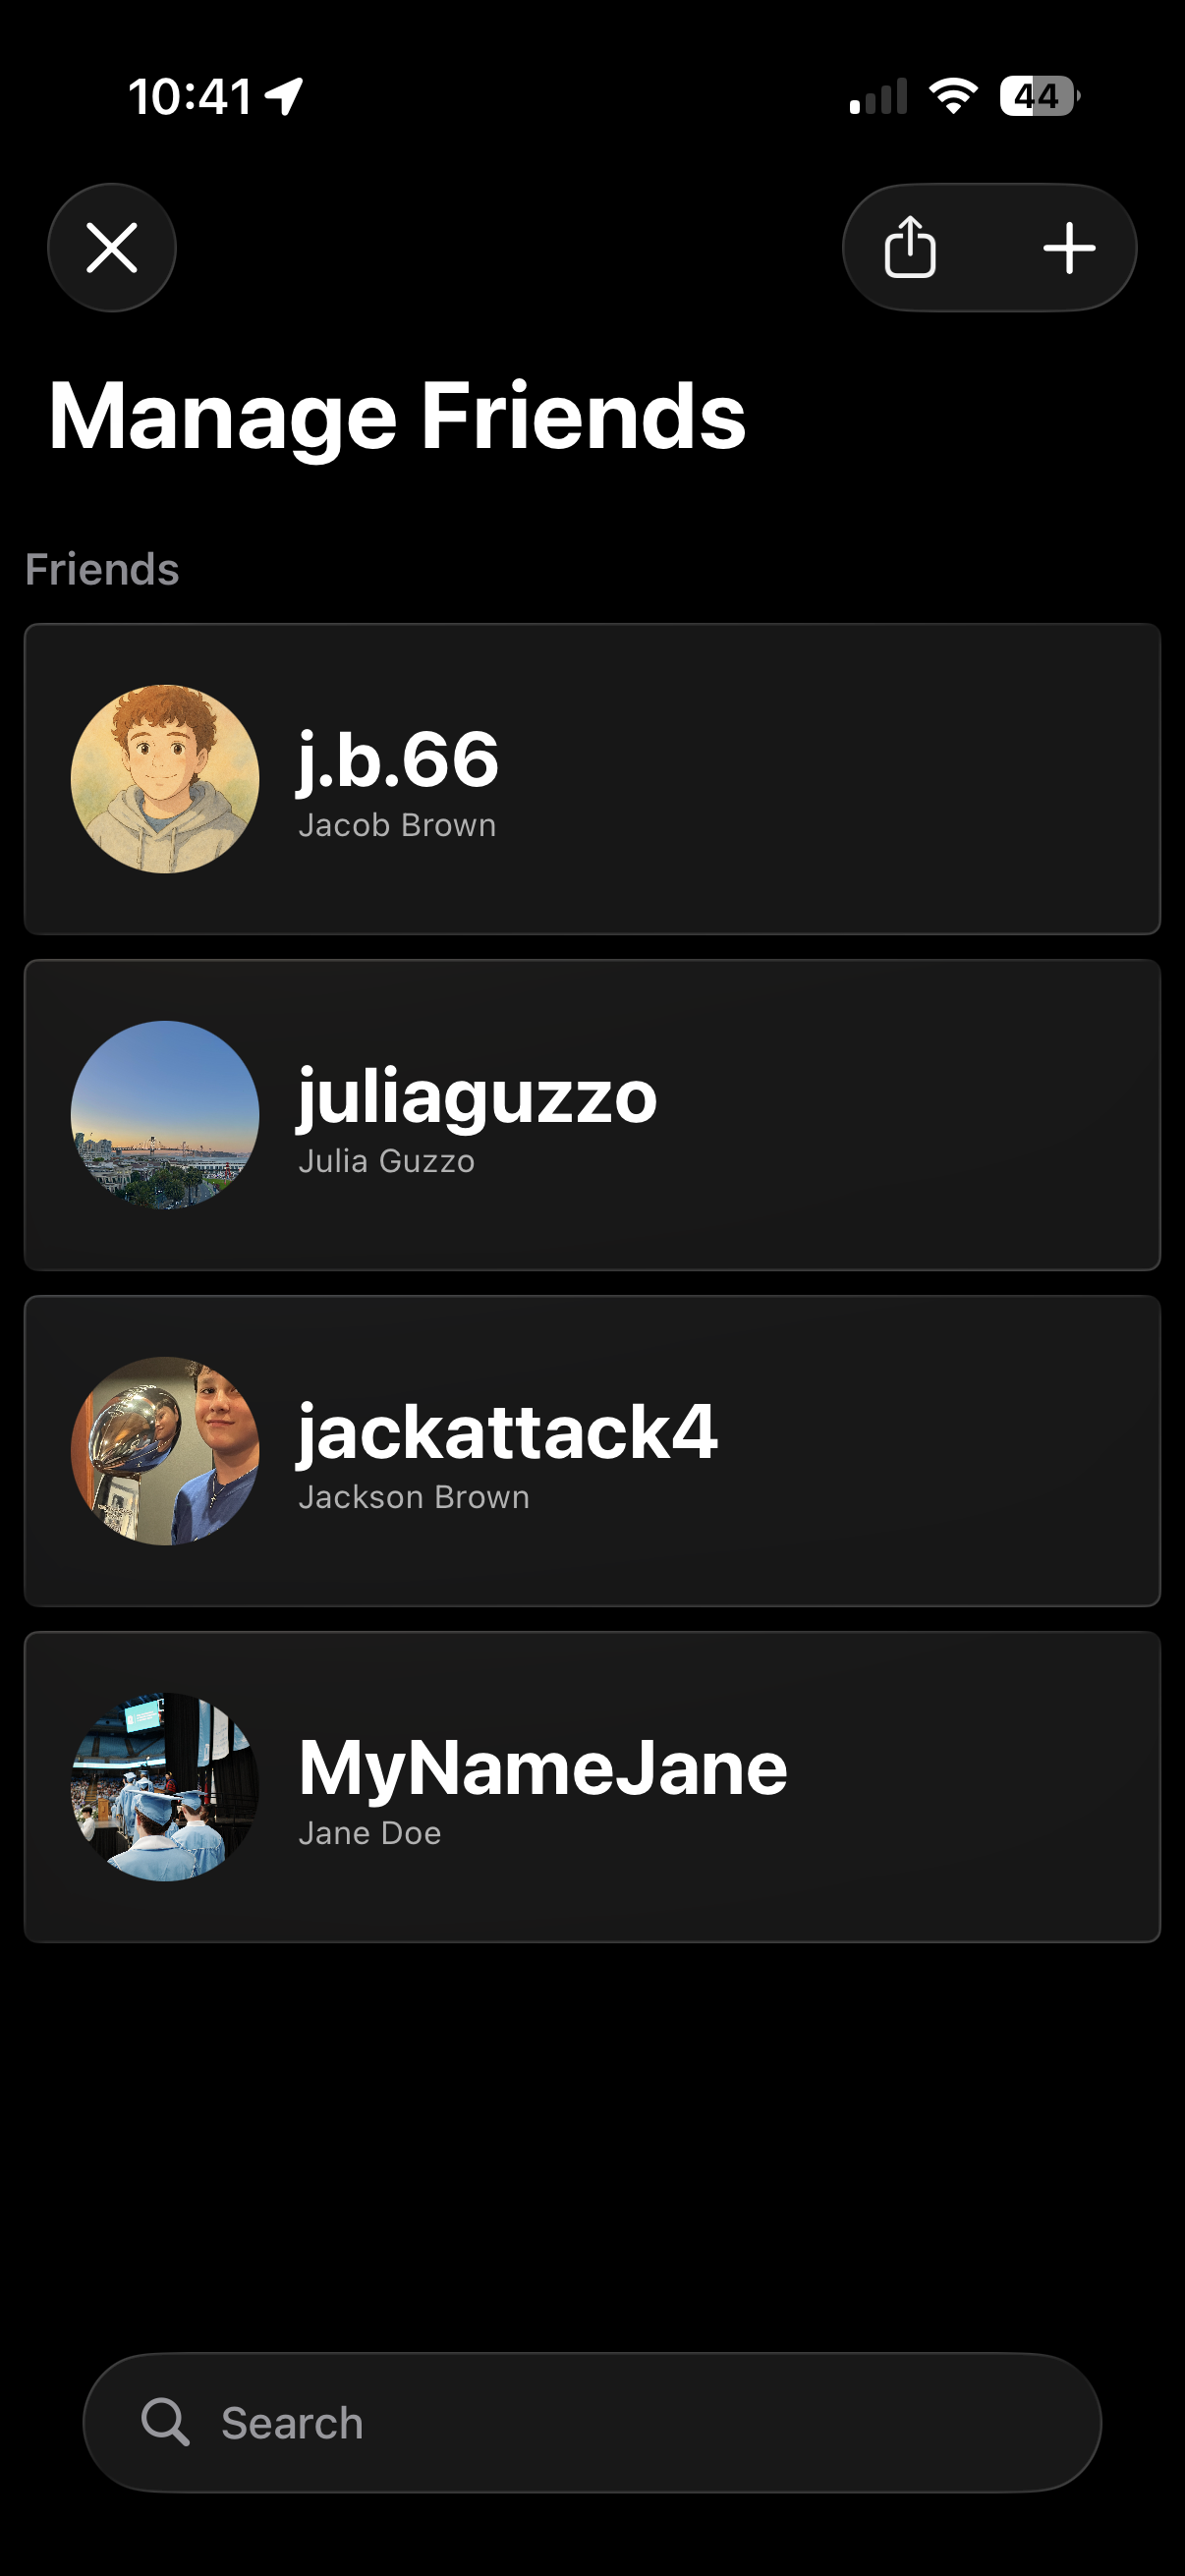 10:41
44
Manage Friends
Friends
j.b.66
Jacob Brown
juliaguzzo
Julia Guzzo
jackattack4
Jackson Brown
MyNameJane
Jane Doe
Search